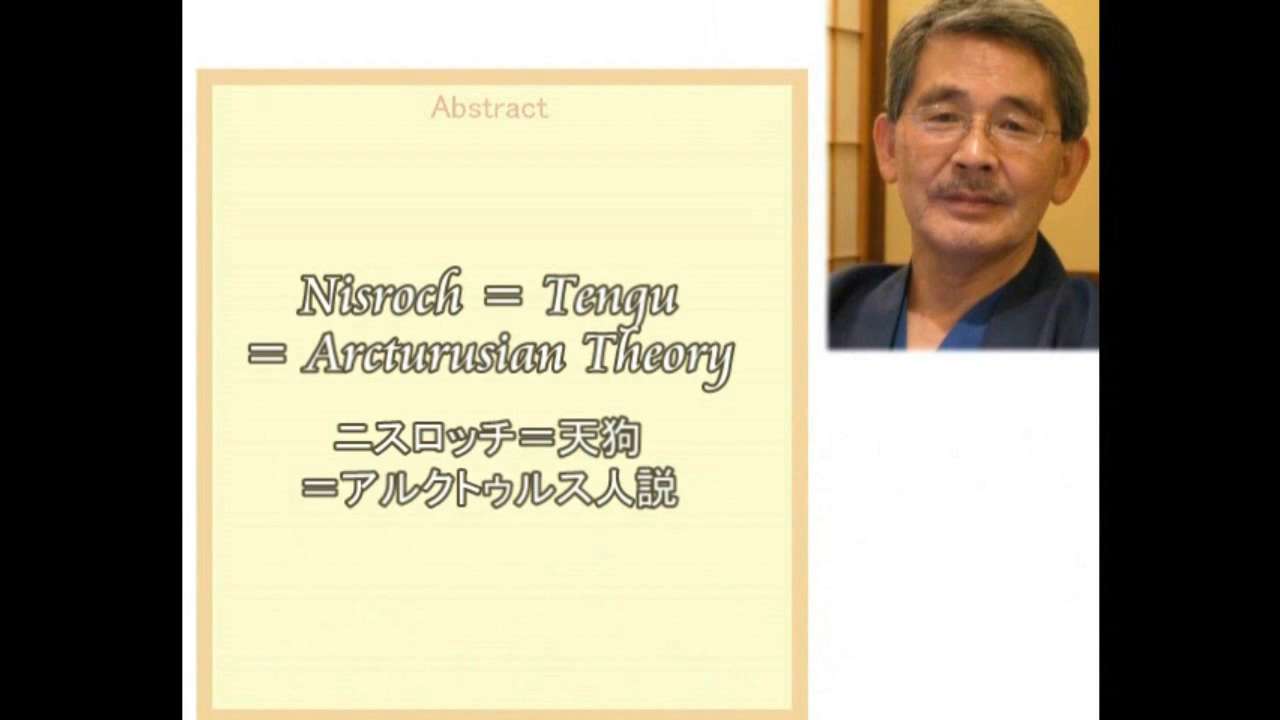 Abstract
Nisroch = Tengu
= Arcturusian Theory
ニスロッチ＝天狗
＝アルクトゥルス人説